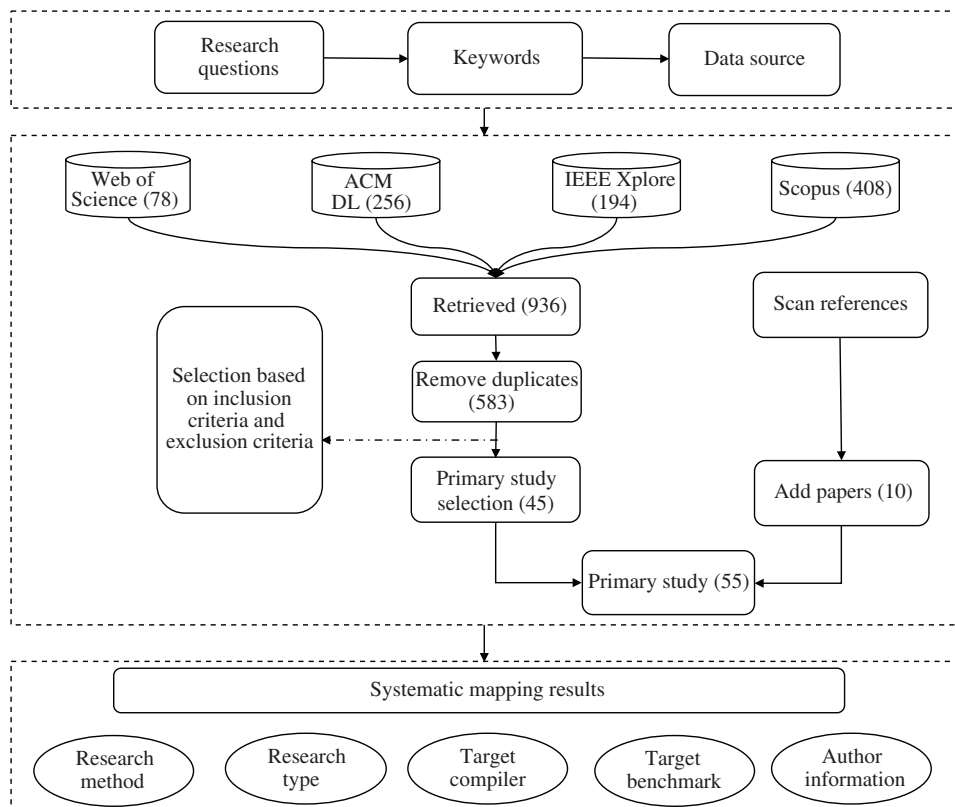 Research
questions
Keywords
Data source
Web of
Science (78)
ACM
DL (256)
IEEE Xplore
(194)
Scopus (408)
Retrieved (936)
Scan references
Selection based
on inclusion
criteria and
exclusion criteria
Remove duplicates
(583)
Primary study
selection (45)
Add papers (10)
Primary study (55)
Systematic mapping results
Research
method
Research
type
Target
compiler
Target
benchmark
Author
information